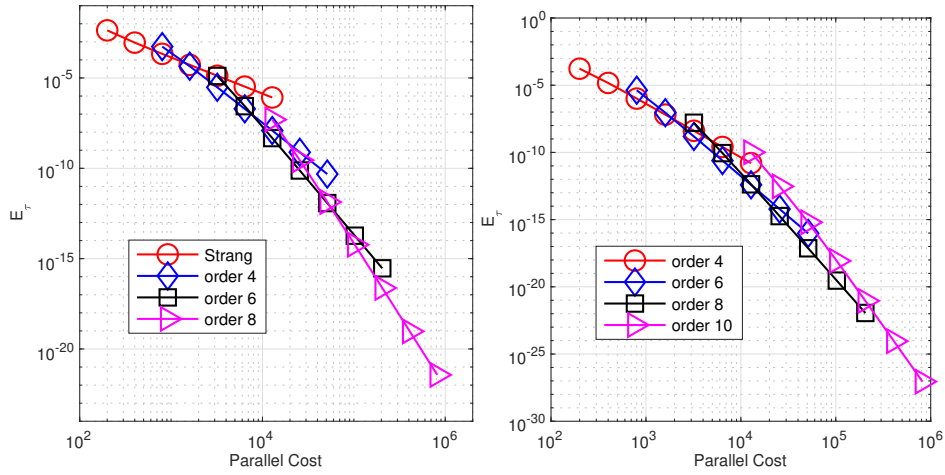 10^-5
10^-10
10^-15
10^-20
E_τ
Strang
order 4
order 6
order 8
10^2
10^4
10^6
Parallel Cost
10^0
10^-5
10^-10
10^-15
10^-20
10^-25
10^-30
E_τ
order 4
order 6
order 8
order 10
10^2
10^3
10^4
10^5
10^6
Parallel Cost